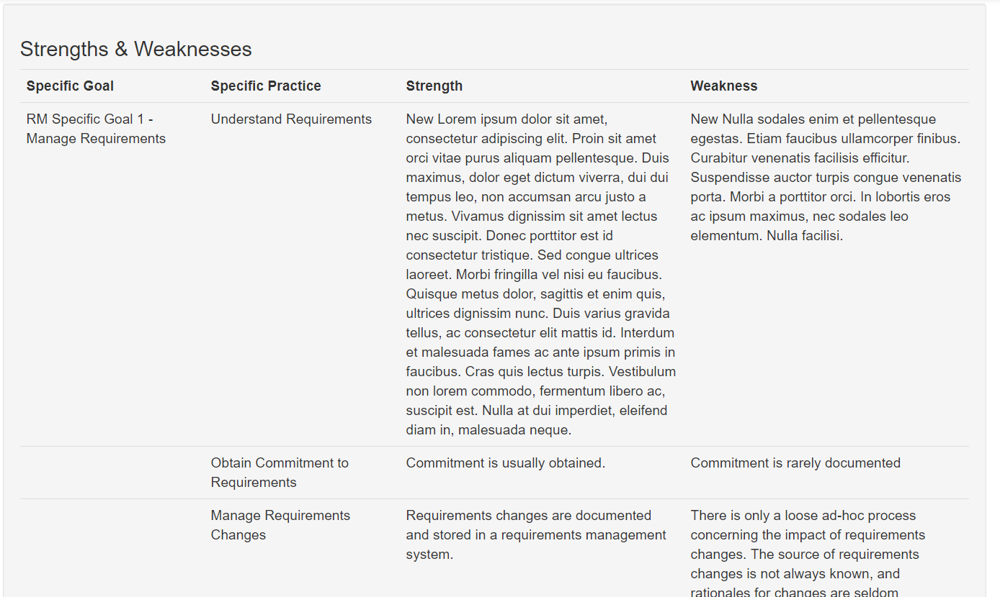 Strengths & Weaknesses
Specific Goal Specific Practice Strength Weakness
RM Specific Goal 1 -
Manage Requirements
Understand Requirements
New Lorem ipsum dolor sit amet,
consectetur adipiscing elit. Proin sit amet
orci vitae purus aliquam pellentesque. Duis
maximus, dolor eget dictum viverra, dui dui
tempus leo, non accumsan arcu justo a
metus. Vivamus dignissim sit amet lectus
nec suscipit. Donec porttitor est id
consectetur tristique. Sed congue ultrices
laoreet. Morbi fringilla vel nisi eu faucibus.
Quisque metus dolor, sagittis et enim quis,
ultrices dignissim nunc. Duis varius gravida
tellus, ac consectetur elit mattis id. Interdum
et malesuada fames ac ante ipsum primis in
faucibus. Cras quis lectus turpis. Vestibulum
non lorem commodo, fermentum libero ac,
suscipit est. Nulla at dui imperdiet, eleifend
diam in, malesuada neque.
New Nulla sodales enim et pellentesque
egestas. Etiam faucibus ullamcorper finibus.
Curabitur venenatis facilisis efficitur.
Suspendisse auctor turpis congue venenatis
porta. Morbi a porttitor orci. In lobortis eros
ac ipsum maximus, nec sodales leo
elementum. Nulla facilisi.
Obtain Commitment to
Requirements
Commitment is usually obtained.
Commitment is rarely documented
Manage Requirements
Changes
Requirements changes are documented
and stored in a requirements management
system.
There is only a loose ad-hoc process
concerning the impact of requirements
changes. The source of requirements
changes is not always known, and
rationales for changes are seldom